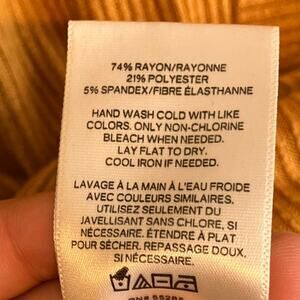 74% RAYON/RAYONNE
21% POLYESTER
5% SPANDEX/FIBRE ÉLASTHANNE
HAND WASH COLD WITH LIKE
COLORS. ONLY NON-CHLORINE
BLEACH WHEN NEEDED.
LAY FLAT TO DRY.
COOL IRON IF NEEDED.
LAVAGE À LA MAIN À L'EAU FROIDE
AVEC COULEURS SIMILAIRES.
UTILISEZ SEULEMENT DU
JAVELLISANT SANS CHLORE, SI
NÉCESSAIRE. ÉTENDRE À PLAT
POUR SÉCHER. REPASSAGE DOUX,
SI NÉCESSAIRE.